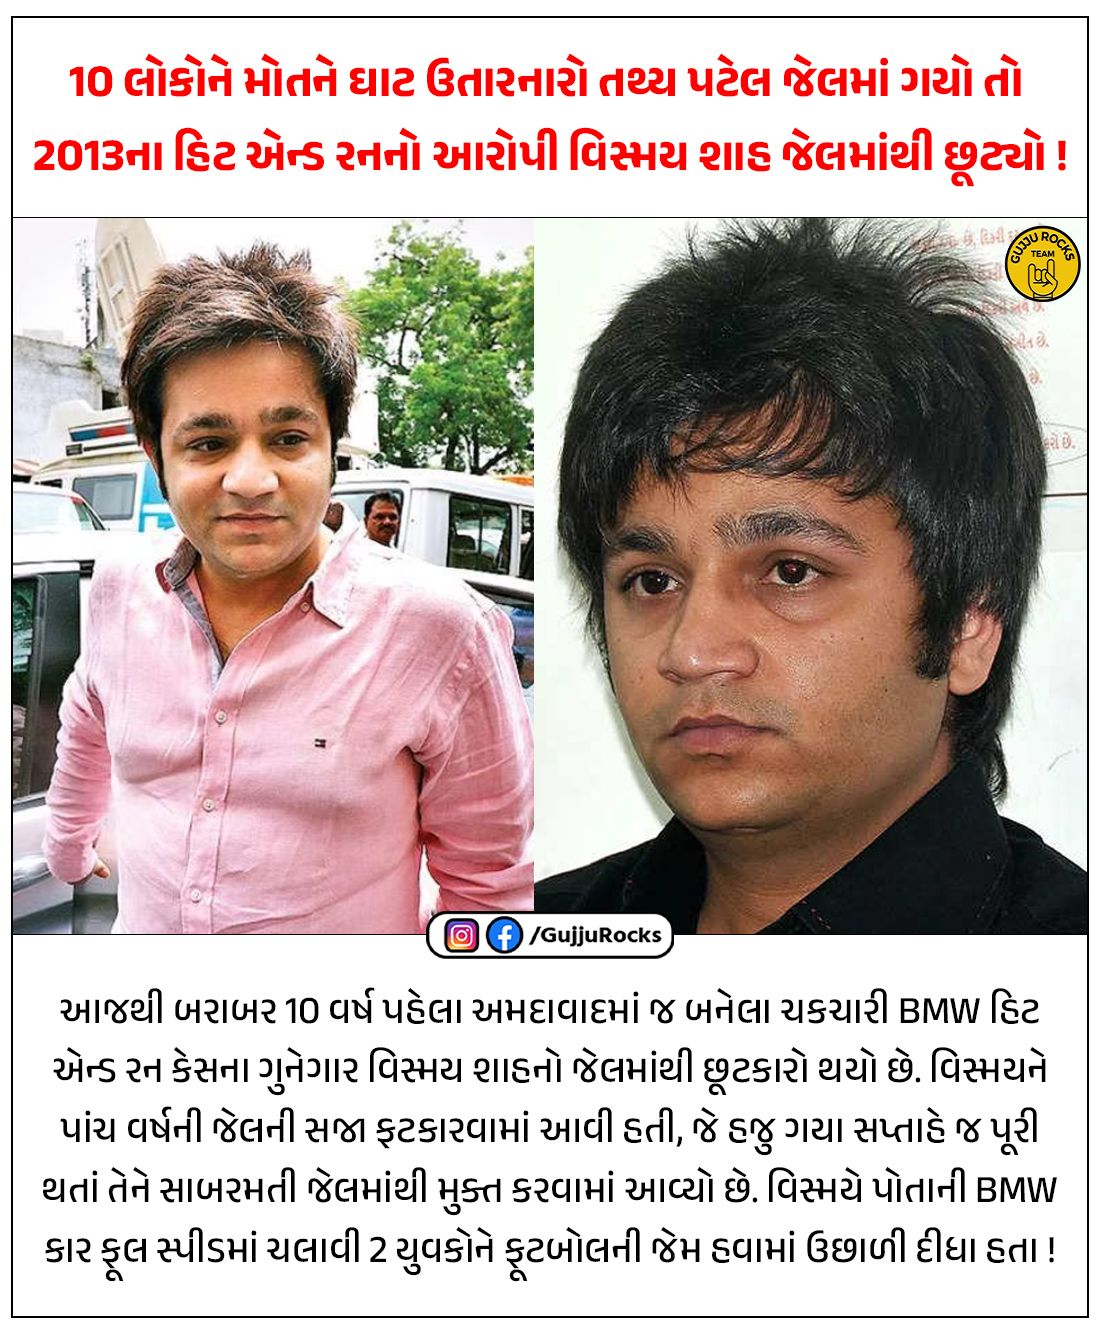 10 લોકોને મોતને ઘાટ ઉતારનારો તથ્ય પટેલ જેલમાં ગયો તો
2013ના હિટ એન્ડ રનનો આરોપી વિસ્મય શાહ જેલમાંથી છૂટ્યો !
GUJJU ROCKS
TEAM
/GujjuRocks
આજથી બરાબર 10 વર્ષ પહેલા અમદાવાદમાં જ બનેલા ચકચારી BMW હિટ
એન્ડ રન કેસના ગુનેગાર વિસ્મય શાહનો જેલમાંથી છૂટકારો થયો છે. વિસ્મયને
પાંચ વર્ષની જેલની સજા ફટકારવામાં આવી હતી, જે હજુ ગયા સપ્તાહે જ પૂરી
થતાં તેને સાબરમતી જેલમાંથી મુક્ત કરવામાં આવ્યો છે. વિસ્મયે પોતાની BMW
કાર ફૂલ સ્પીડમાં ચલાવી 2 યુવકોને ફૂટબોલની જેમ હવામાં ઉછાળી દીધા હતા !